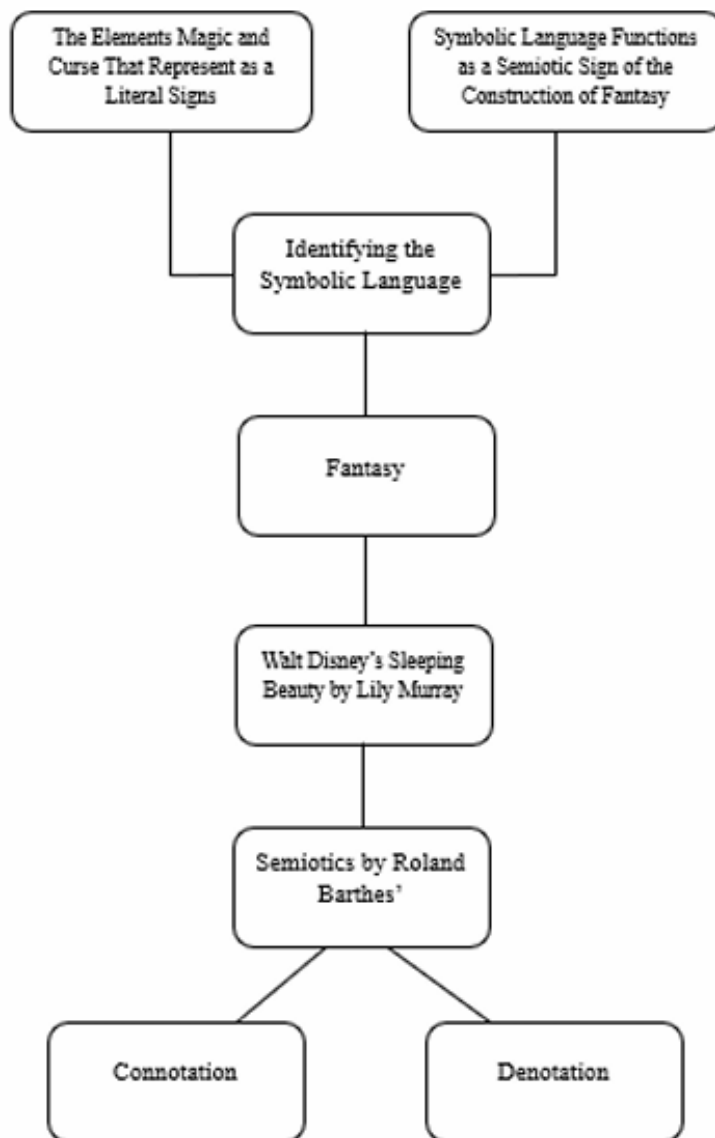 The Elements Magic and
Curse That Represent as a
Literal Signs
Symbolic Language Functions
as a Semiotic Sign of the
Construction of Fantasy
Identifying the
Symbolic Language
Fantasy
Walt Disney’s Sleeping
Beauty by Lily Murray
Semiotics by Roland
Barthes’
Connotation
Denotation